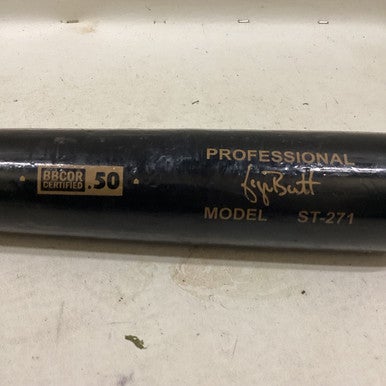 BBCOR
CERTIFIED
.50
PROFESSIONAL
MODEL ST-271